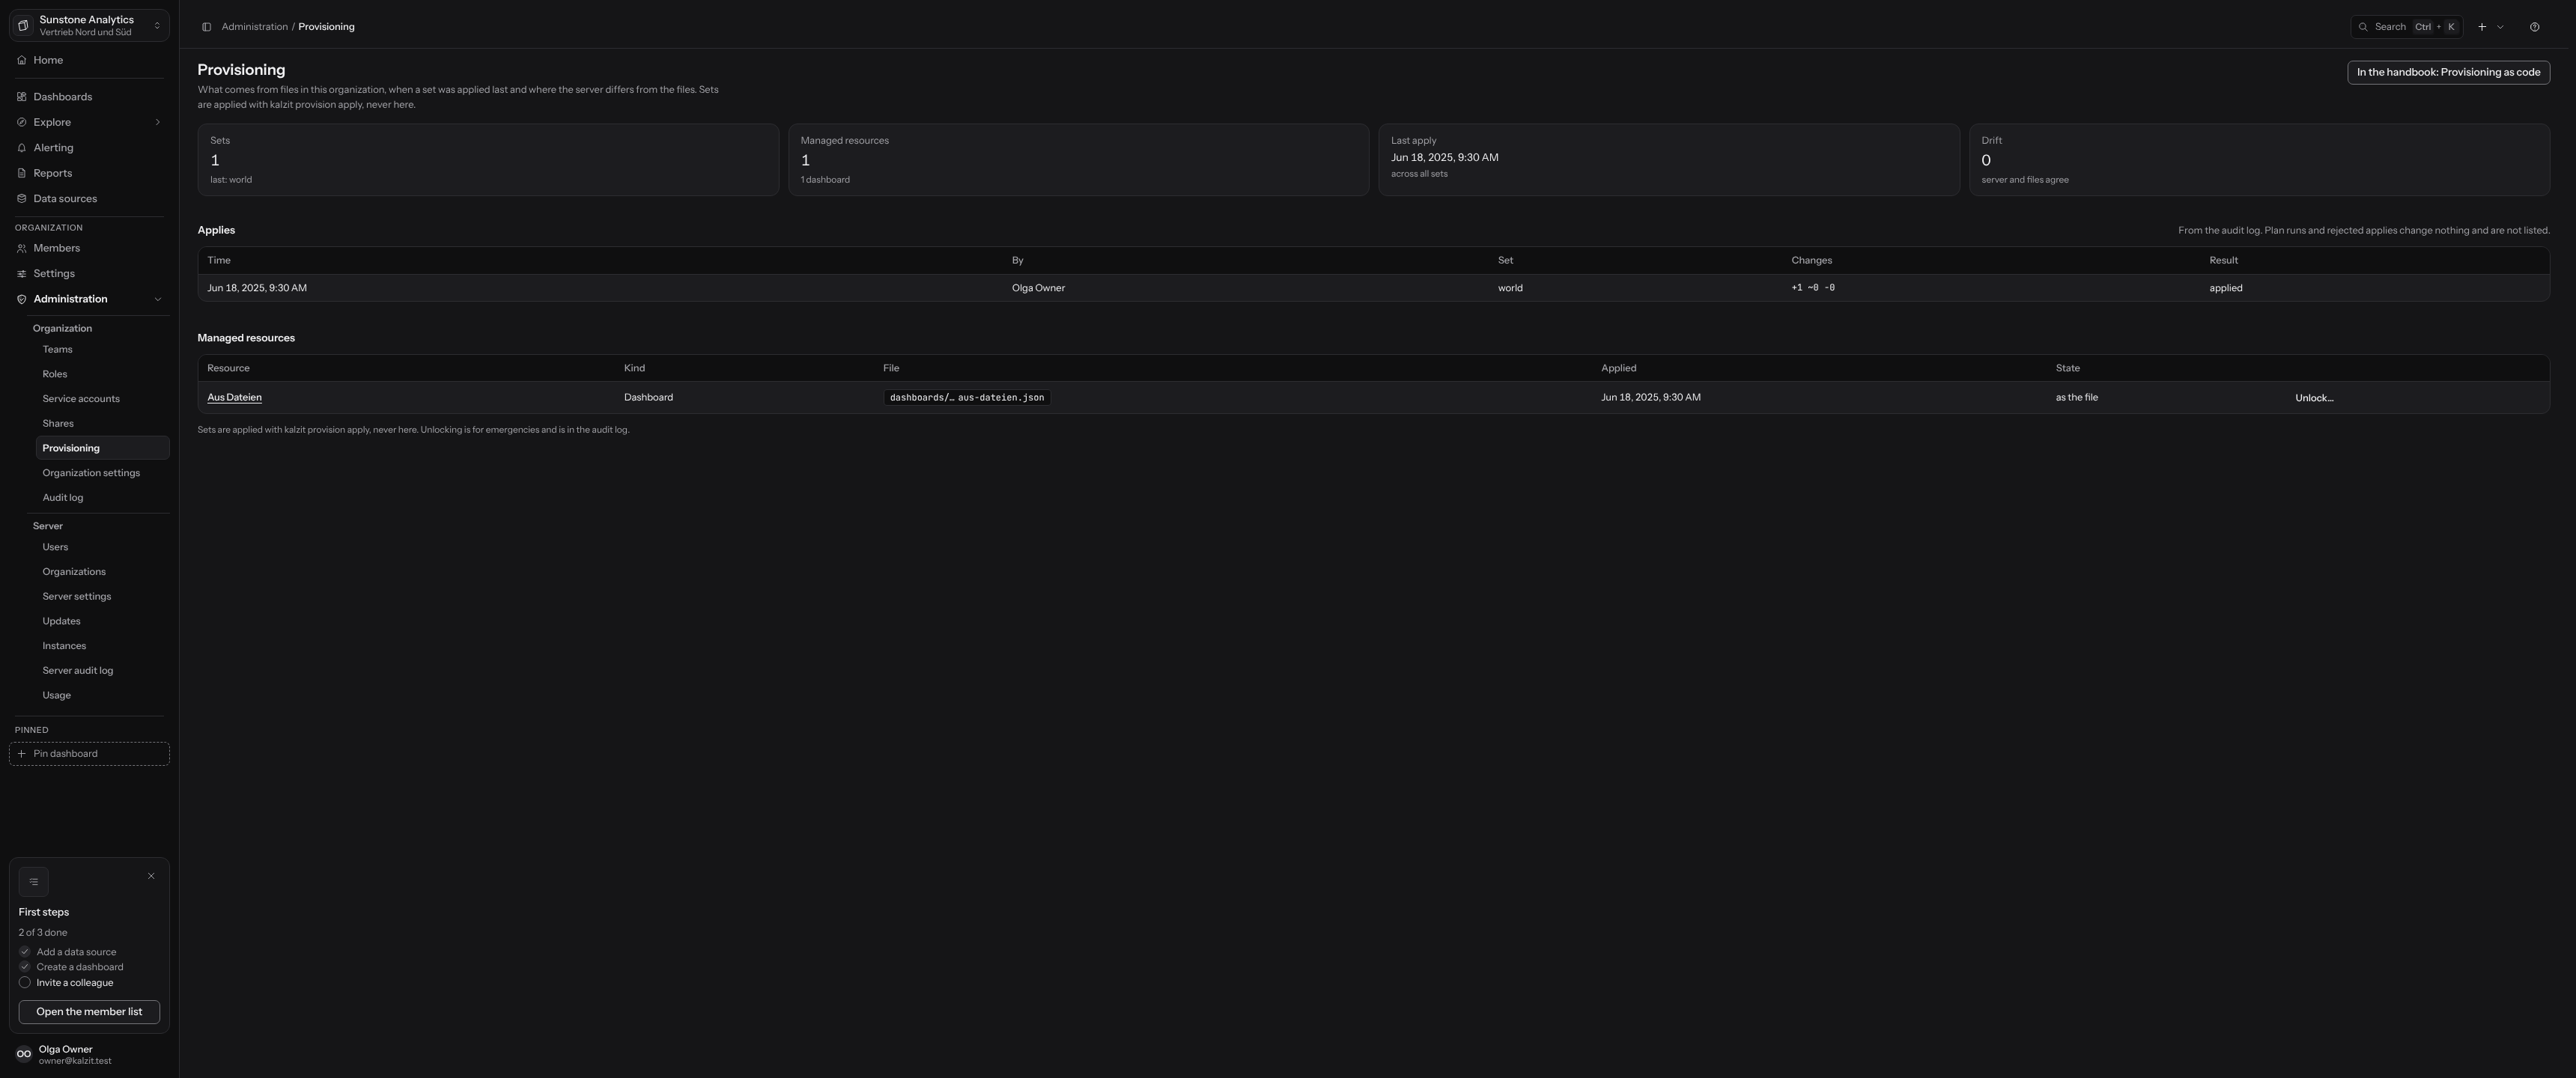 Sunstone Analytics
Vertrieb Nord und Süd
Home
Dashboards
Explore
Alerting
Reports
Data sources
ORGANIZATION
Members
Settings
Administration
Organization
Teams
Roles
Service accounts
Shares
Provisioning
Organization settings
Audit log
Server
Users
Organizations
Server settings
Updates
Instances
Server audit log
Usage
PINNED
Pin dashboard
First steps
2 of 3 done
Add a data source
Create a dashboard
Invite a colleague
Open the member list
OO
Olga Owner
owner@kalzit.test
Administration / Provisioning
Search Ctrl + K
Provisioning
In the handbook: Provisioning as code
What comes from files in this organization, when a set was applied last and where the server differs from the files. Sets
are applied with kalzit provision apply, never here.
Sets
1
last: world
Managed resources
1
1 dashboard
Last apply
Jun 18, 2025, 9:30 AM
across all sets
Drift
0
server and files agree
Applies
From the audit log. Plan runs and rejected applies change nothing and are not listed.
Time By Set Changes Result
Jun 18, 2025, 9:30 AM Olga Owner world +1 ~0 -0 applied
Managed resources
Resource Kind File Applied State
Aus Dateien Dashboard dashboards/… aus-dateien.json Jun 18, 2025, 9:30 AM as the file Unlock…
Sets are applied with kalzit provision apply, never here. Unlocking is for emergencies and is in the audit log.